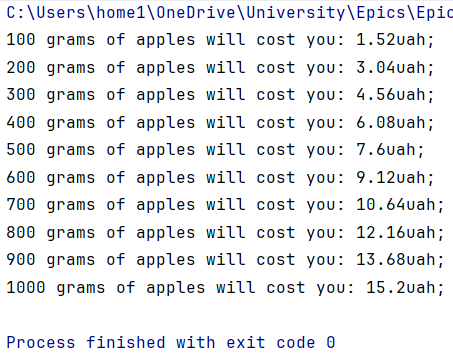 C:\Users\home1\OneDrive\University\Epics\Epic
100 grams of apples will cost you: 1.52uah;
200 grams of apples will cost you: 3.04uah;
300 grams of apples will cost you: 4.56uah;
400 grams of apples will cost you: 6.08uah;
500 grams of apples will cost you: 7.6uah;
600 grams of apples will cost you: 9.12uah;
700 grams of apples will cost you: 10.64uah;
800 grams of apples will cost you: 12.16uah;
900 grams of apples will cost you: 13.68uah;
1000 grams of apples will cost you: 15.2uah;
Process finished with exit code 0